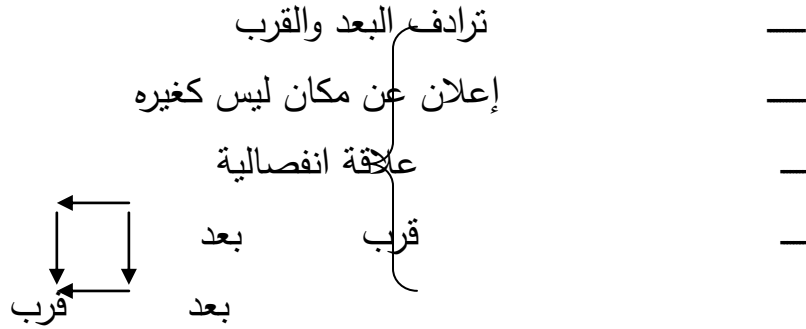 ترادف البعد والقرب
إعلان عن مكان ليس كغيره
علاقة انفصالية
قرب بعد
بعد قرب